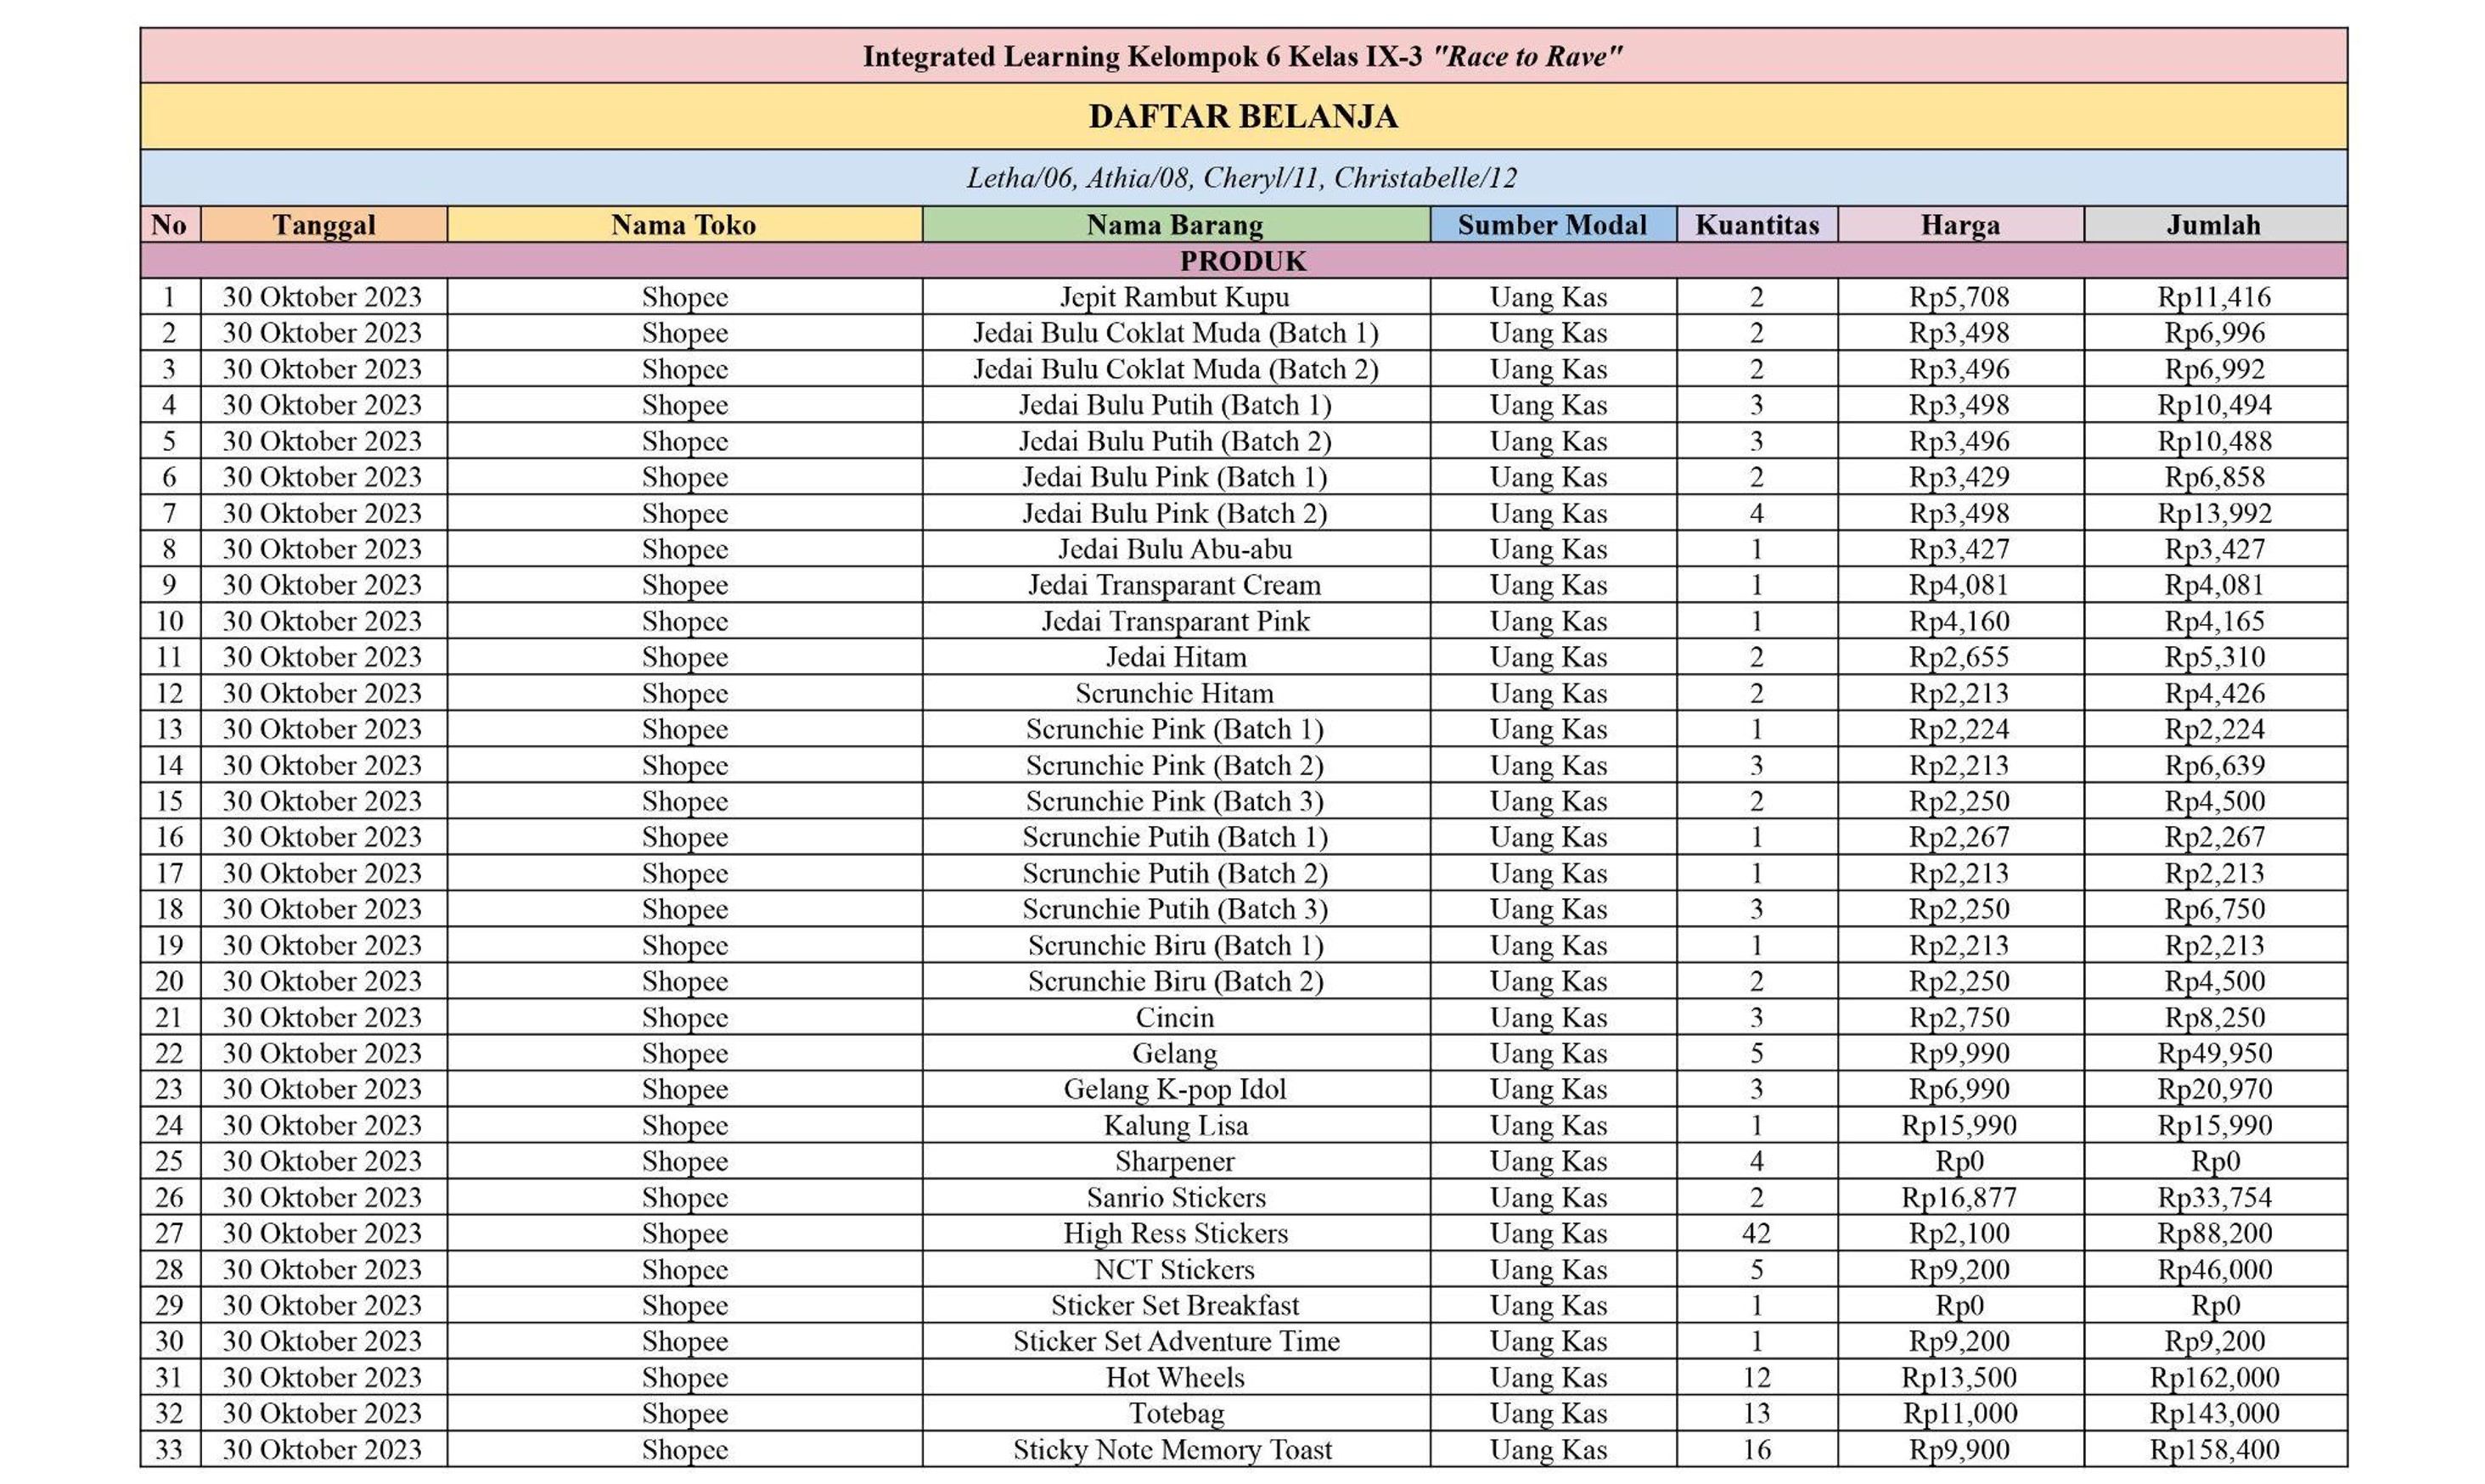 Integrated Learning Kelompok 6 Kelas IX-3 "Race to Rave"
DAFTAR BELANJA
Letha/06, Athia/08, Cheryl/11, Christabelle/12
No Tanggal Nama Toko Nama Barang Sumber Modal Kuantitas Harga Jumlah
PRODUK
1 30 Oktober 2023 Shopee Jepit Rambut Kupu Uang Kas 2 Rp5,708 Rp11,416
2 30 Oktober 2023 Shopee Jedai Bulu Coklat Muda (Batch 1) Uang Kas 2 Rp3,498 Rp6,996
3 30 Oktober 2023 Shopee Jedai Bulu Coklat Muda (Batch 2) Uang Kas 2 Rp3,496 Rp6,992
4 30 Oktober 2023 Shopee Jedai Bulu Putih (Batch 1) Uang Kas 3 Rp3,498 Rp10,494
5 30 Oktober 2023 Shopee Jedai Bulu Putih (Batch 2) Uang Kas 3 Rp3,496 Rp10,488
6 30 Oktober 2023 Shopee Jedai Bulu Pink (Batch 1) Uang Kas 2 Rp3,429 Rp6,858
7 30 Oktober 2023 Shopee Jedai Bulu Pink (Batch 2) Uang Kas 4 Rp3,498 Rp13,992
8 30 Oktober 2023 Shopee Jedai Bulu Abu-abu Uang Kas 1 Rp3,427 Rp3,427
9 30 Oktober 2023 Shopee Jedai Transparant Cream Uang Kas 1 Rp4,081 Rp4,081
10 30 Oktober 2023 Shopee Jedai Transparant Pink Uang Kas 1 Rp4,160 Rp4,165
11 30 Oktober 2023 Shopee Jedai Hitam Uang Kas 2 Rp2,655 Rp5,310
12 30 Oktober 2023 Shopee Scrunchie Hitam Uang Kas 2 Rp2,213 Rp4,426
13 30 Oktober 2023 Shopee Scrunchie Pink (Batch 1) Uang Kas 1 Rp2,224 Rp2,224
14 30 Oktober 2023 Shopee Scrunchie Pink (Batch 2) Uang Kas 3 Rp2,213 Rp6,639
15 30 Oktober 2023 Shopee Scrunchie Pink (Batch 3) Uang Kas 2 Rp2,250 Rp4,500
16 30 Oktober 2023 Shopee Scrunchie Putih (Batch 1) Uang Kas 1 Rp2,267 Rp2,267
17 30 Oktober 2023 Shopee Scrunchie Putih (Batch 2) Uang Kas 1 Rp2,213 Rp2,213
18 30 Oktober 2023 Shopee Scrunchie Putih (Batch 3) Uang Kas 3 Rp2,250 Rp6,750
19 30 Oktober 2023 Shopee Scrunchie Biru (Batch 1) Uang Kas 1 Rp2,213 Rp2,213
20 30 Oktober 2023 Shopee Scrunchie Biru (Batch 2) Uang Kas 2 Rp2,250 Rp4,500
21 30 Oktober 2023 Shopee Cincin Uang Kas 3 Rp2,750 Rp8,250
22 30 Oktober 2023 Shopee Gelang Uang Kas 5 Rp9,990 Rp49,950
23 30 Oktober 2023 Shopee Gelang K-pop Idol Uang Kas 3 Rp6,990 Rp20,970
24 30 Oktober 2023 Shopee Kalung Lisa Uang Kas 1 Rp15,990 Rp15,990
25 30 Oktober 2023 Shopee Sharpener Uang Kas 4 Rp0 Rp0
26 30 Oktober 2023 Shopee Sanrio Stickers Uang Kas 2 Rp16,877 Rp33,754
27 30 Oktober 2023 Shopee High Ress Stickers Uang Kas 42 Rp2,100 Rp88,200
28 30 Oktober 2023 Shopee NCT Stickers Uang Kas 5 Rp9,200 Rp46,000
29 30 Oktober 2023 Shopee Sticker Set Breakfast Uang Kas 1 Rp0 Rp0
30 30 Oktober 2023 Shopee Sticker Set Adventure Time Uang Kas 1 Rp9,200 Rp9,200
31 30 Oktober 2023 Shopee Hot Wheels Uang Kas 12 Rp13,500 Rp162,000
32 30 Oktober 2023 Shopee Totebag Uang Kas 13 Rp11,000 Rp143,000
33 30 Oktober 2023 Shopee Sticky Note Memory Toast Uang Kas 16 Rp9,900 Rp158,400